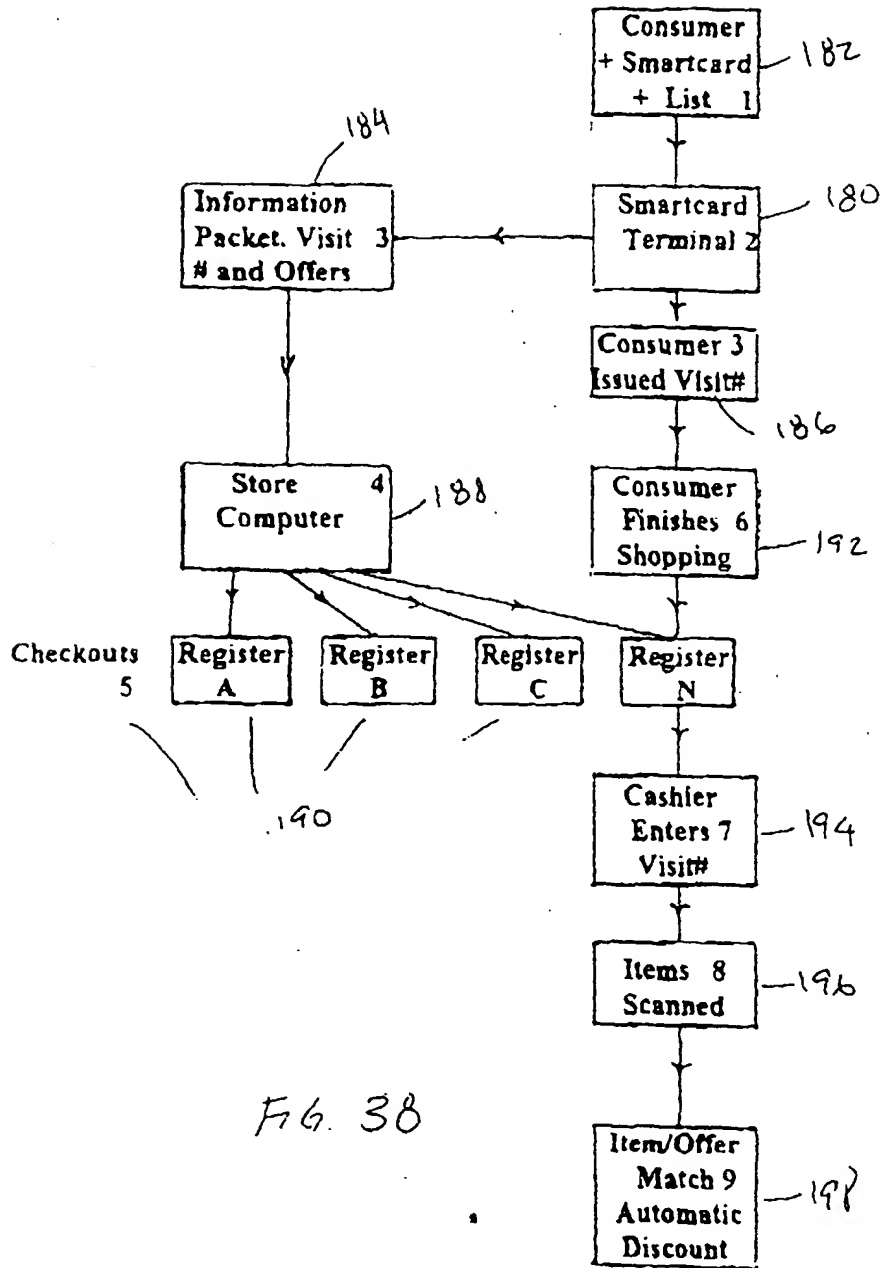 Consumer
+ Smartcard
+ List 1
182
184
Information
Packet. Visit 3
# and Offers
Smartcard
Terminal 2
180
Consumer 3
Issued Visit#
186
Store 4
Computer
188
Consumer
Finishes 6
Shopping
192
Checkouts
5
Register
A
Register
B
Register
C
Register
N
190
Cashier
Enters 7
Visit#
194
Items 8
Scanned
196
FIG. 38
Item/Offer
Match 9
Automatic
Discount
198